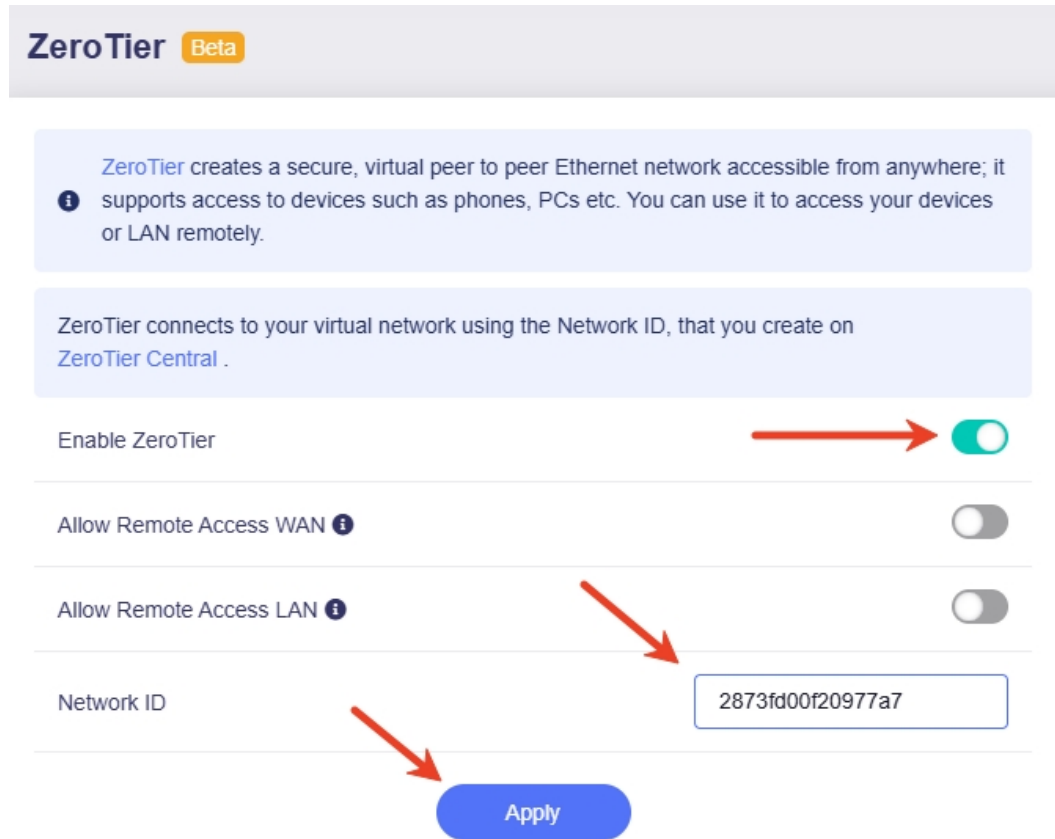 ZeroTier Beta
ZeroTier creates a secure, virtual peer to peer Ethernet network accessible from anywhere; it
supports access to devices such as phones, PCs etc. You can use it to access your devices
or LAN remotely.
ZeroTier connects to your virtual network using the Network ID, that you create on
ZeroTier Central .
Enable ZeroTier
Allow Remote Access WAN
Allow Remote Access LAN
Network ID 2873fd00f20977a7
Apply